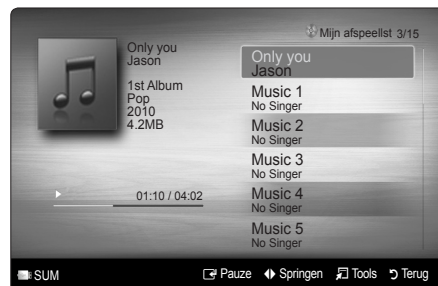 Mijn afspeellst 3/15
Only you
Jason
1st Album
Pop
2010
4.2MB
01:10 / 04:02
Only you
Jason
Music 1
No Singer
Music 2
No Singer
Music 3
No Singer
Music 4
No Singer
Music 5
No Singer
SUM
Pauze Springen Tools Terug